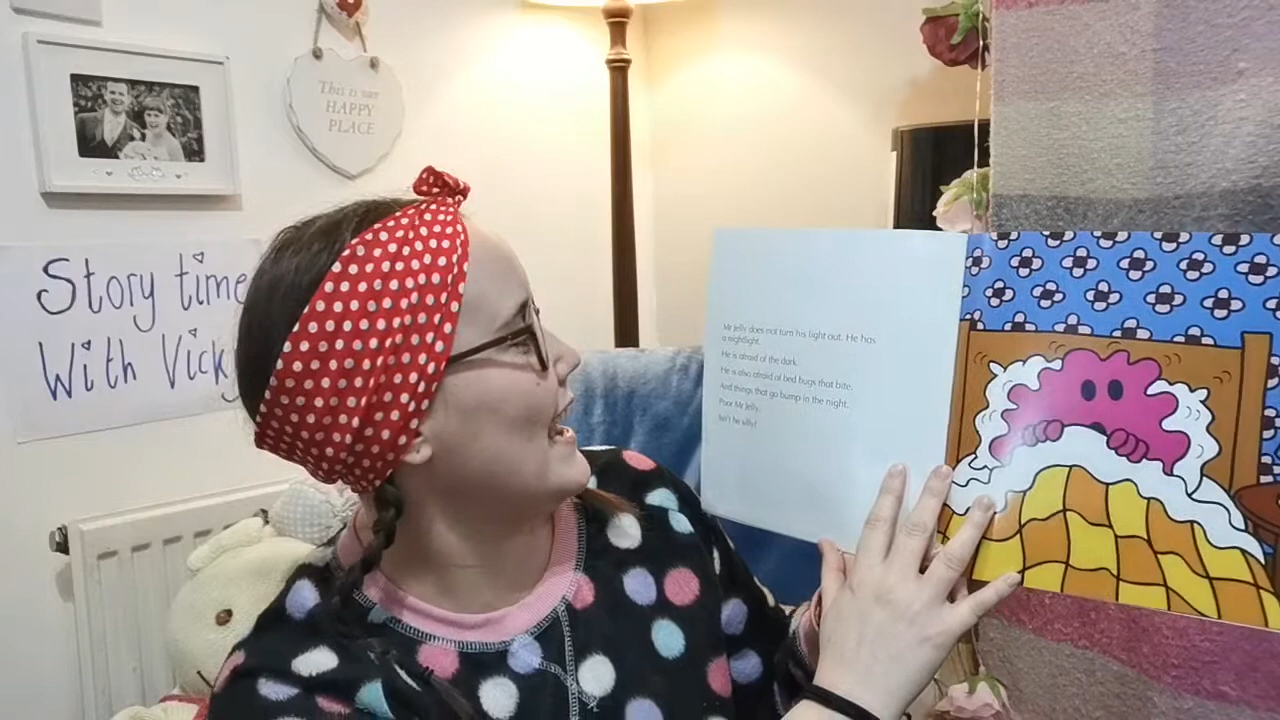 This is our
HAPPY
PLACE
Story time
With Vicky
Mr Jelly does not turn his light out. He has
a nightlight.
He is afraid of the dark.
He is also afraid of bed bugs that bite.
And things that go bump in the night.
Poor Mr Jelly.
Isn't he silly!